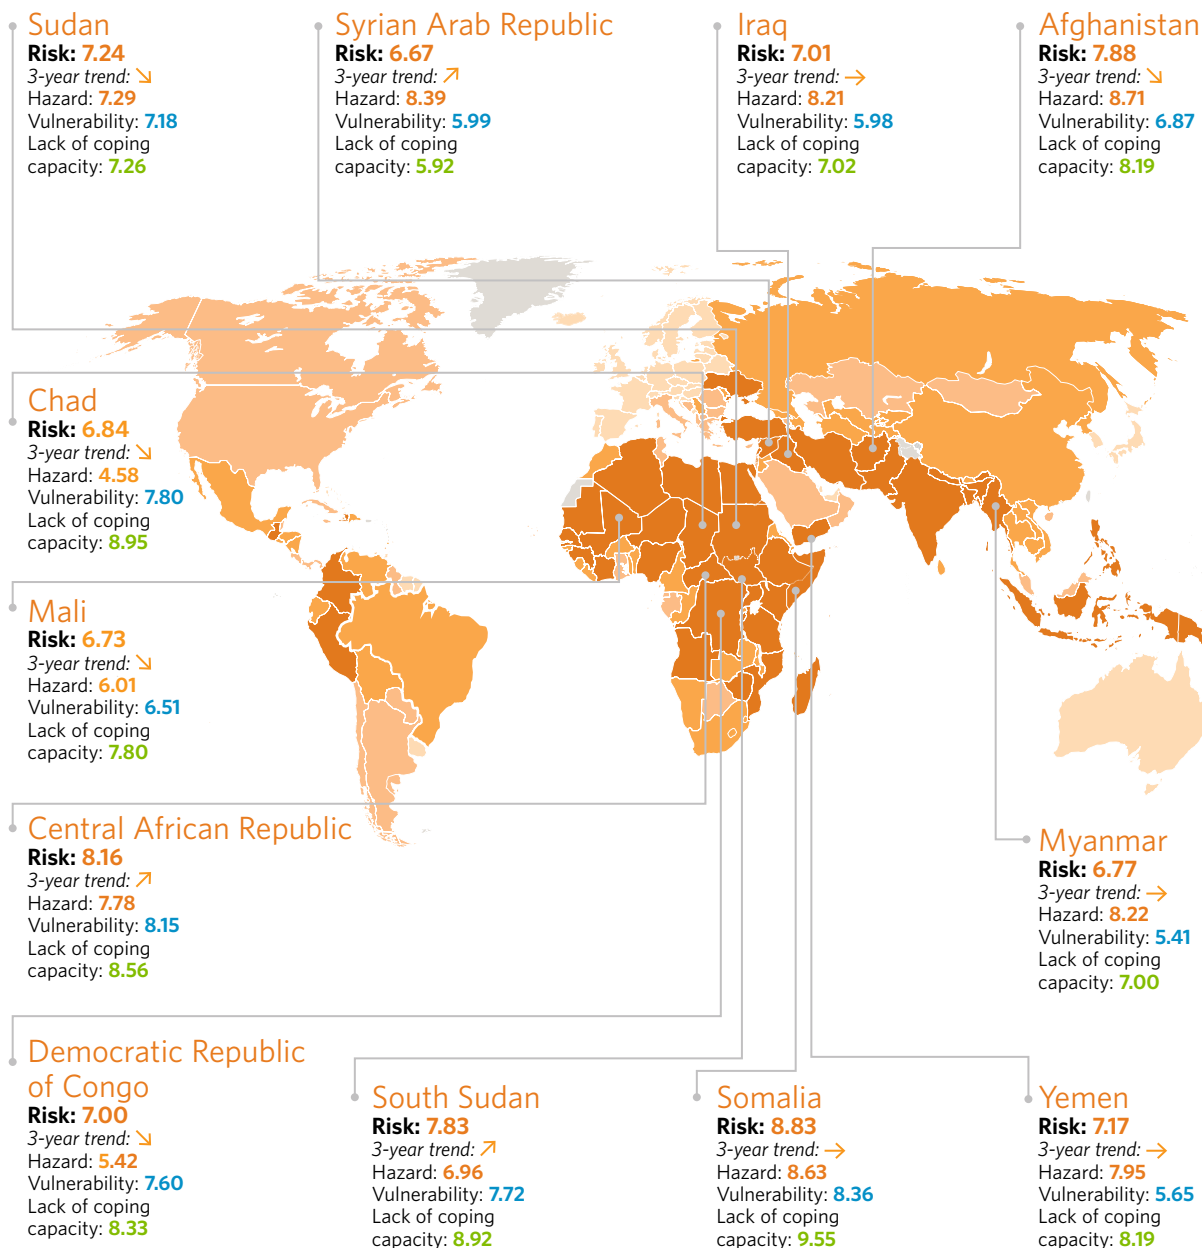 Sudan
Risk: 7.24
3-year trend: ↘
Hazard: 7.29
Vulnerability: 7.18
Lack of coping
capacity: 7.26
Syrian Arab Republic
Risk: 6.67
3-year trend: ↗
Hazard: 8.39
Vulnerability: 5.99
Lack of coping
capacity: 5.92
Iraq
Risk: 7.01
3-year trend: →
Hazard: 8.21
Vulnerability: 5.98
Lack of coping
capacity: 7.02
Afghanistan
Risk: 7.88
3-year trend: ↘
Hazard: 8.71
Vulnerability: 6.87
Lack of coping
capacity: 8.19
Chad
Risk: 6.84
3-year trend: ↘
Hazard: 4.58
Vulnerability: 7.80
Lack of coping
capacity: 8.95
Mali
Risk: 6.73
3-year trend: ↘
Hazard: 6.01
Vulnerability: 6.51
Lack of coping
capacity: 7.80
Central African Republic
Risk: 8.16
3-year trend: ↗
Hazard: 7.78
Vulnerability: 8.15
Lack of coping
capacity: 8.56
Myanmar
Risk: 6.77
3-year trend: →
Hazard: 8.22
Vulnerability: 5.41
Lack of coping
capacity: 7.00
Democratic Republic
of Congo
Risk: 7.00
3-year trend: ↘
Hazard: 5.42
Vulnerability: 7.60
Lack of coping
capacity: 8.33
South Sudan
Risk: 7.83
3-year trend: ↗
Hazard: 6.96
Vulnerability: 7.72
Lack of coping
capacity: 8.92
Somalia
Risk: 8.83
3-year trend: →
Hazard: 8.63
Vulnerability: 8.36
Lack of coping
capacity: 9.55
Yemen
Risk: 7.17
3-year trend: →
Hazard: 7.95
Vulnerability: 5.65
Lack of coping
capacity: 8.19